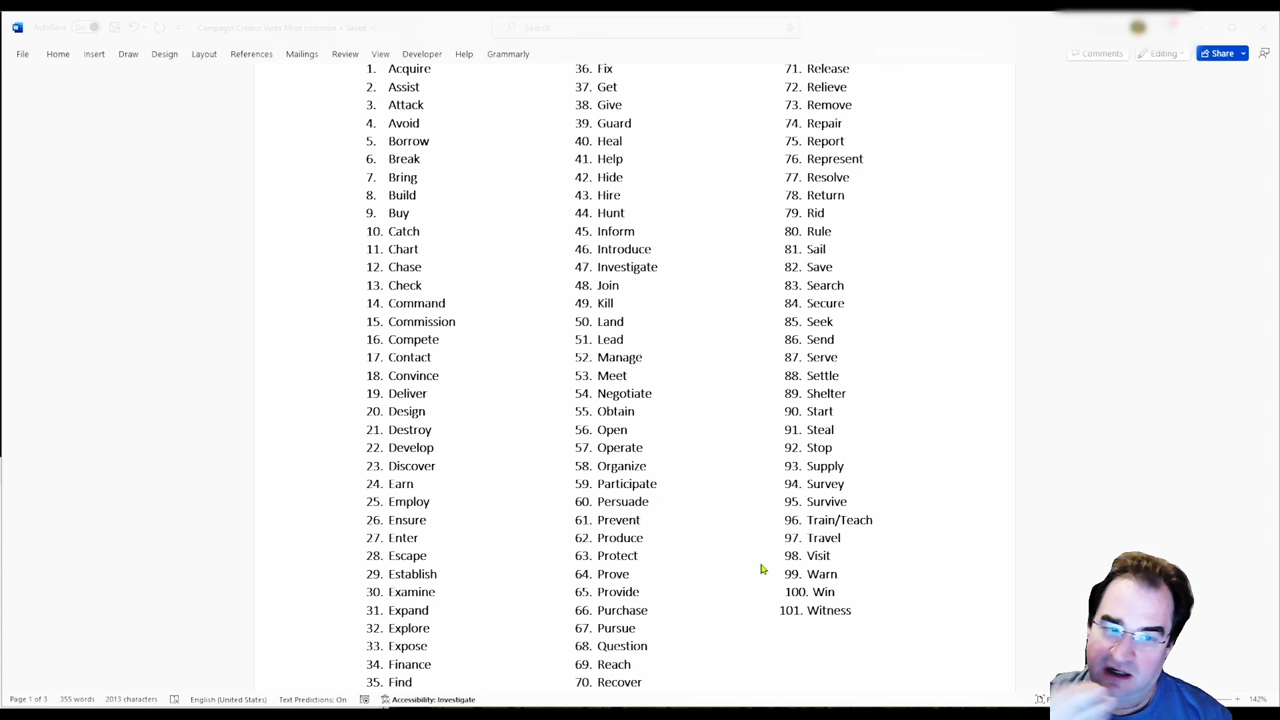 AutoSave On Campagin Creator Verbs Most common • Saved Search
File Home Insert Draw Design Layout References Mailings Review View Developer Help Grammarly Comments Editing Share
1. Acquire
2. Assist
3. Attack
4. Avoid
5. Borrow
6. Break
7. Bring
8. Build
9. Buy
10. Catch
11. Chart
12. Chase
13. Check
14. Command
15. Commission
16. Compete
17. Contact
18. Convince
19. Deliver
20. Design
21. Destroy
22. Develop
23. Discover
24. Earn
25. Employ
26. Ensure
27. Enter
28. Escape
29. Establish
30. Examine
31. Expand
32. Explore
33. Expose
34. Finance
35. Find
36. Fix
37. Get
38. Give
39. Guard
40. Heal
41. Help
42. Hide
43. Hire
44. Hunt
45. Inform
46. Introduce
47. Investigate
48. Join
49. Kill
50. Land
51. Lead
52. Manage
53. Meet
54. Negotiate
55. Obtain
56. Open
57. Operate
58. Organize
59. Participate
60. Persuade
61. Prevent
62. Produce
63. Protect
64. Prove
65. Provide
66. Purchase
67. Pursue
68. Question
69. Reach
70. Recover
71. Release
72. Relieve
73. Remove
74. Repair
75. Report
76. Represent
77. Resolve
78. Return
79. Rid
80. Rule
81. Sail
82. Save
83. Search
84. Secure
85. Seek
86. Send
87. Serve
88. Settle
89. Shelter
90. Start
91. Steal
92. Stop
93. Supply
94. Survey
95. Survive
96. Train/Teach
97. Travel
98. Visit
99. Warn
100. Win
101. Witness
Page 1 of 3 355 words 2013 characters English (United States) Text Predictions: On Accessibility: Investigate 142%